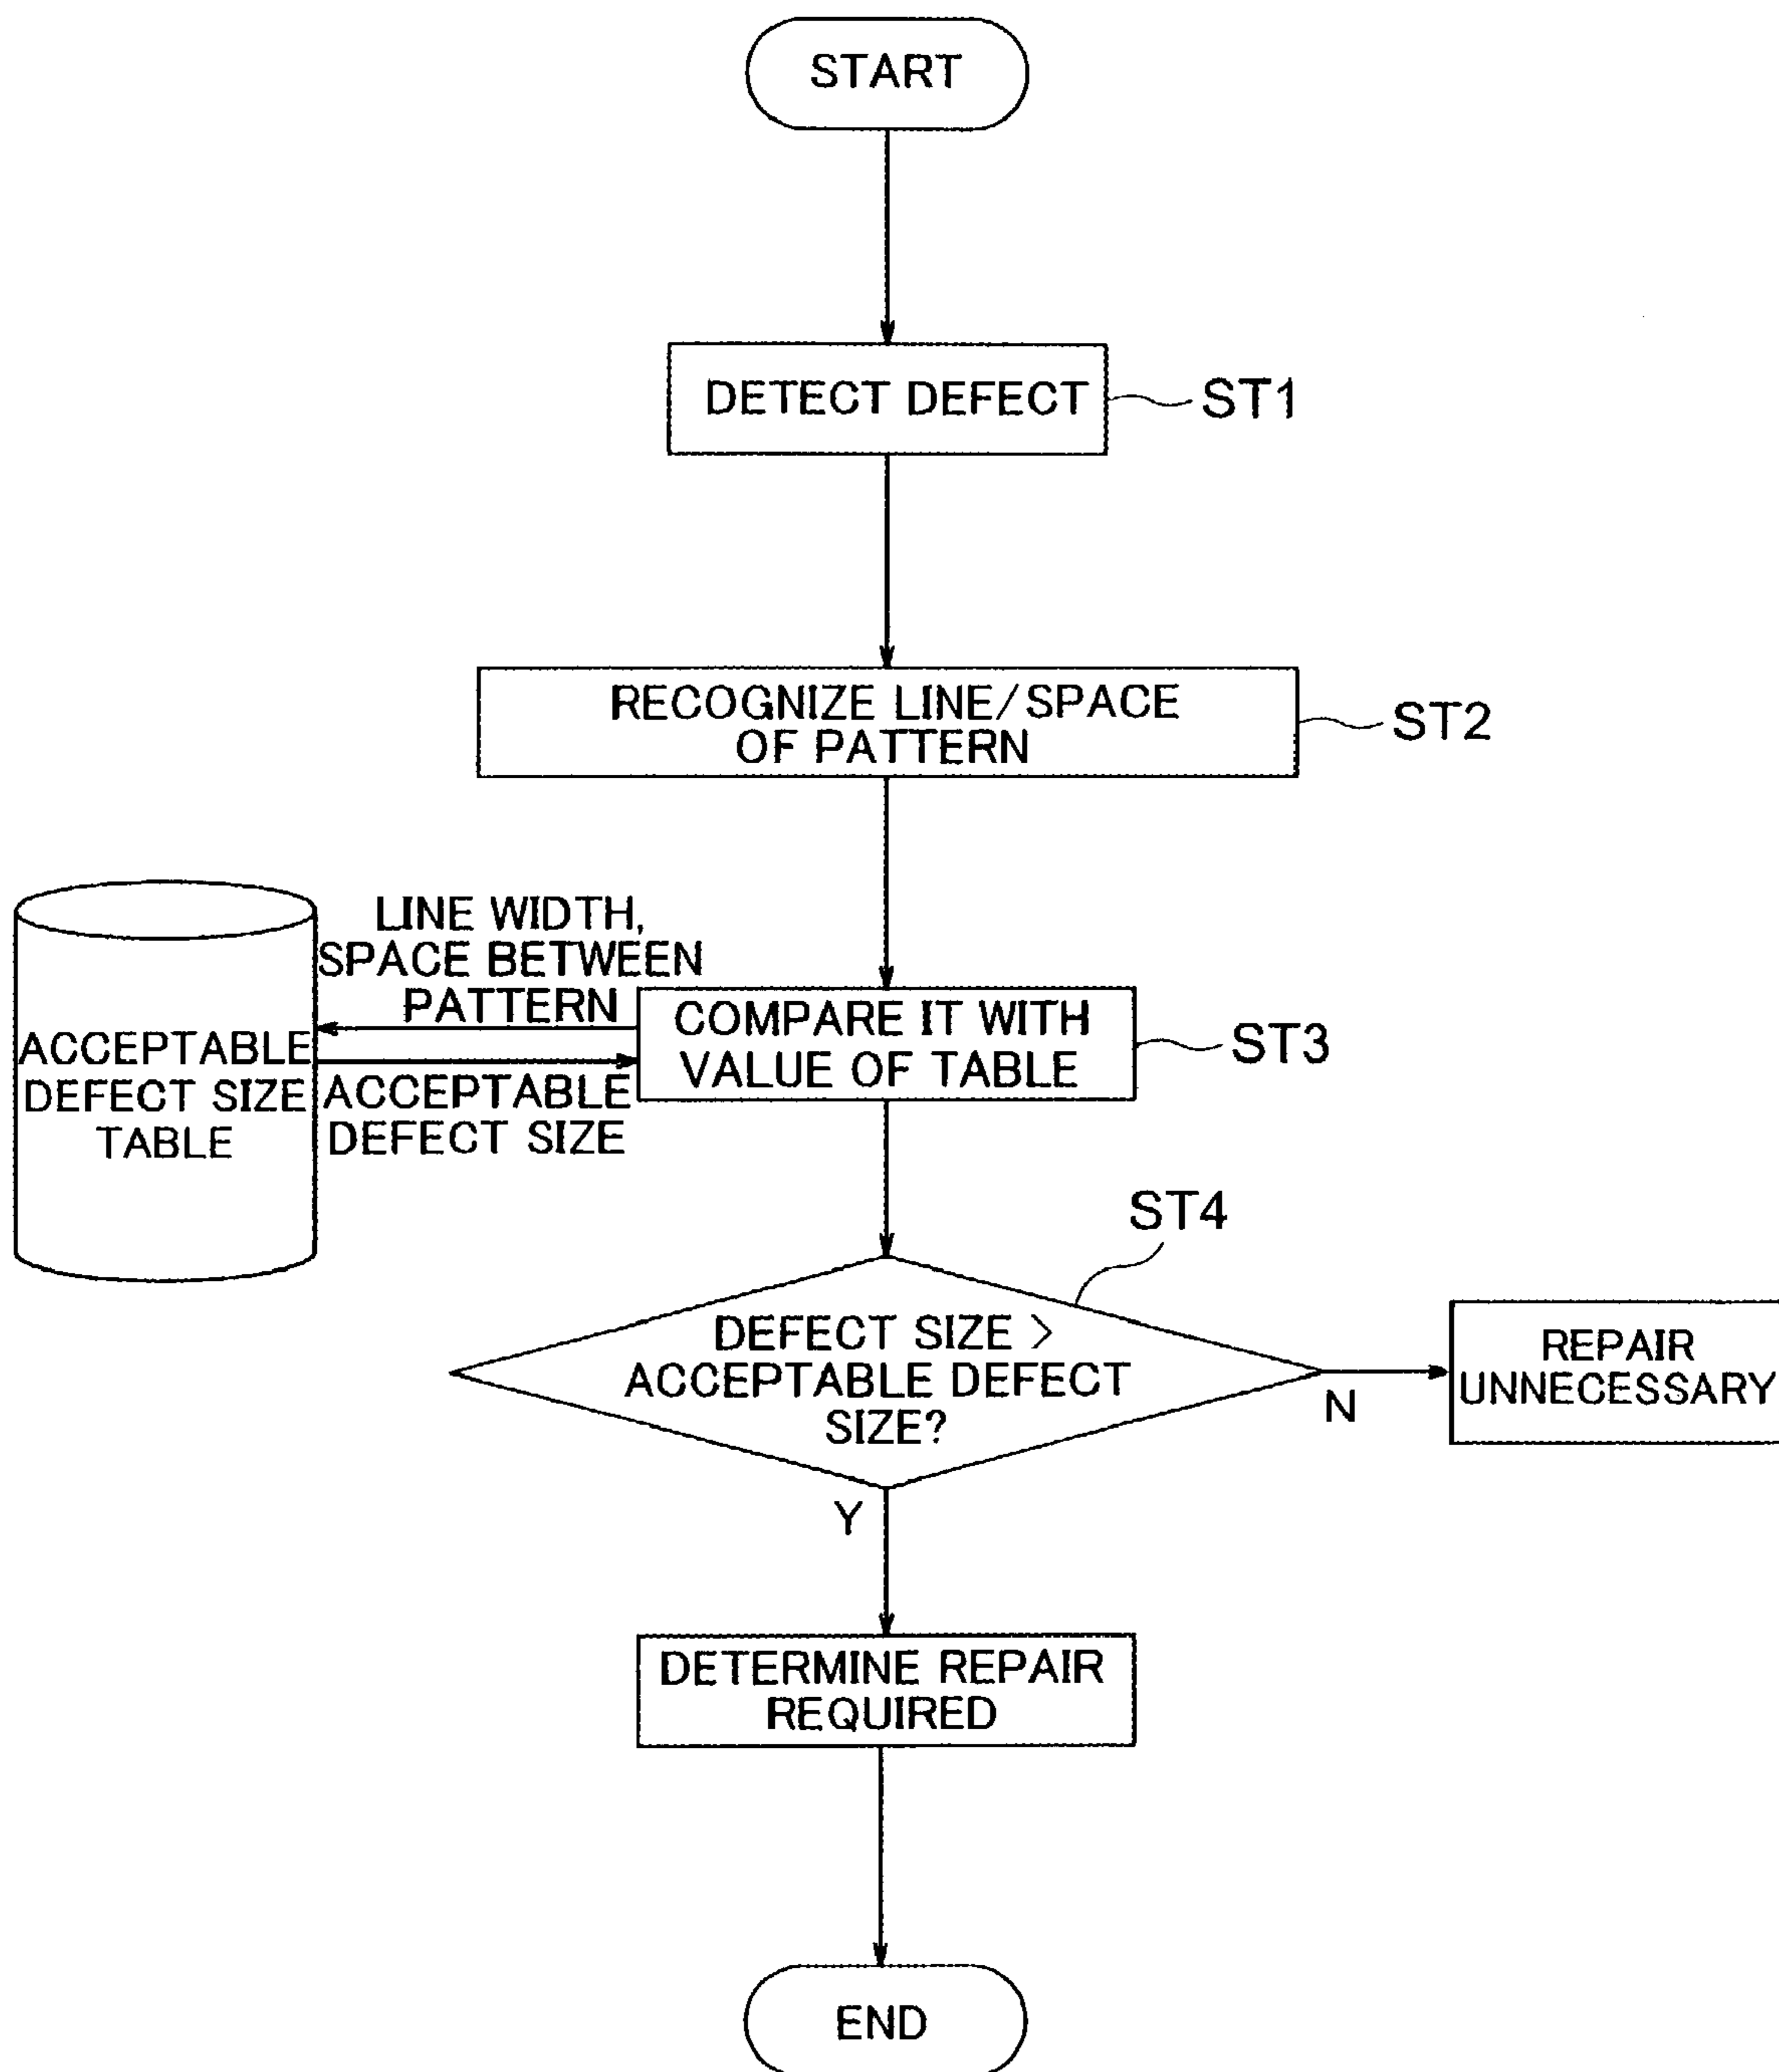 START
DETECT DEFECT
ST1
RECOGNIZE LINE/SPACE
OF PATTERN
ST2
LINE WIDTH,
SPACE BETWEEN
PATTERN
ACCEPTABLE
DEFECT SIZE
TABLE
ACCEPTABLE
DEFECT SIZE
COMPARE IT WITH
VALUE OF TABLE
ST3
ST4
DEFECT SIZE >
ACCEPTABLE DEFECT
SIZE?
N
REPAIR
UNNECESSARY
Y
DETERMINE REPAIR
REQUIRED
END